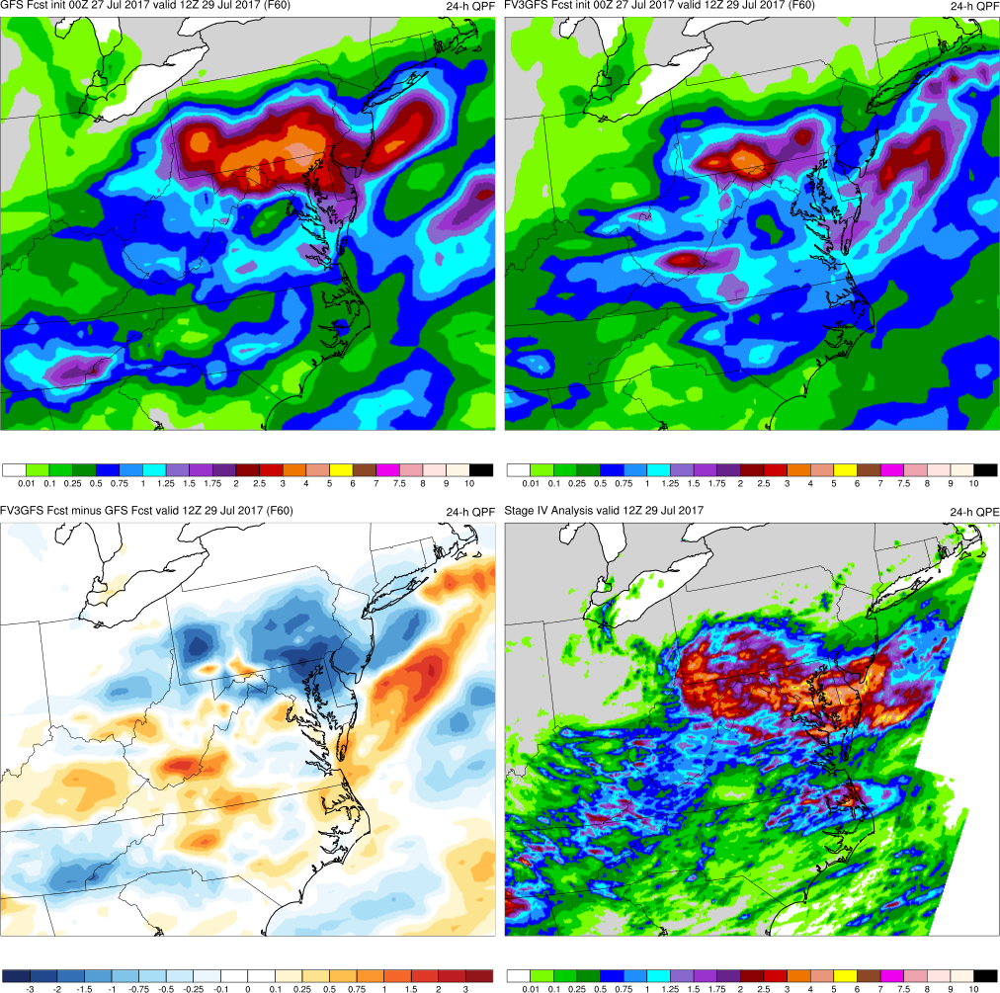 GFS Fcst init 00Z 27 Jul 2017 valid 12Z 29 Jul 2017 (F60) 24-h QPF
FV3GFS Fcst init 00Z 27 Jul 2017 valid 12Z 29 Jul 2017 (F60) 24-h QPF
0.01 0.1 0.25 0.5 0.75 1 1.25 1.5 1.75 2 2.5 3 4 5 6 7 7.5 8 9 10
0.01 0.1 0.25 0.5 0.75 1 1.25 1.5 1.75 2 2.5 3 4 5 6 7 7.5 8 9 10
FV3GFS Fcst minus GFS Fcst valid 12Z 29 Jul 2017 (F60) 24-h QPF
Stage IV Analysis valid 12Z 29 Jul 2017 24-h QPE
-3 -2 -1.5 -1 -0.75 -0.5 -0.25 -0.1 0 0.1 0.25 0.5 0.75 1 1.5 2 3
0.01 0.1 0.25 0.5 0.75 1 1.25 1.5 1.75 2 2.5 3 4 5 6 7 7.5 8 9 10